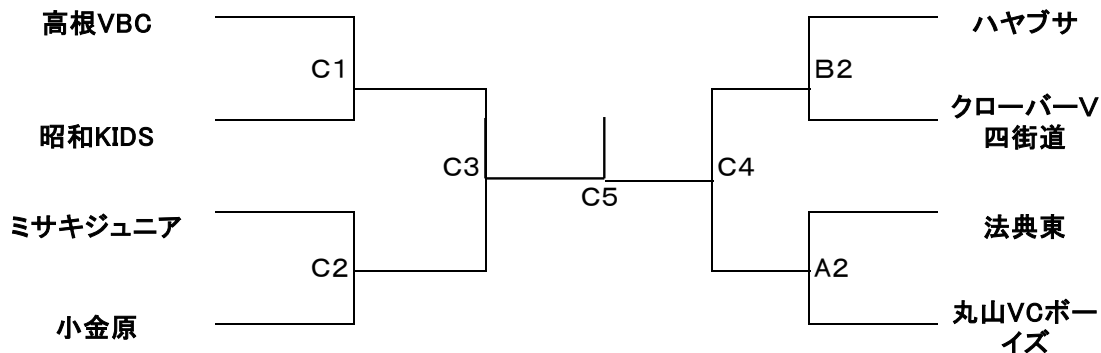 高根VBC
C1
昭和KIDS
C3
ミサキジュニア
C2
小金原
C5
ハヤブサ
B2
クローバーV
四街道
C4
法典東
A2
丸山VCボー
イズ